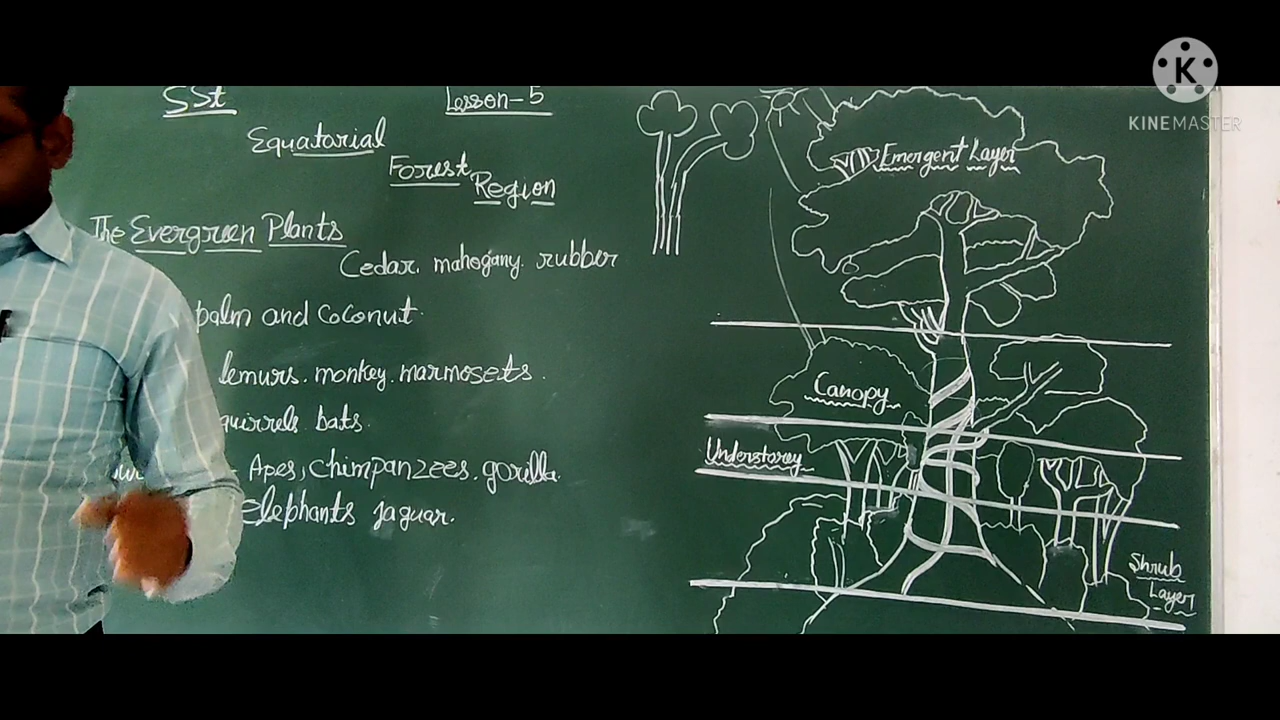 SSt
Lesson-5
Equatorial
Forest
Region
The Evergreen Plants
Cedar. mahogany. rubber
palm and Coconut.
lemurs. monkey. marmosets.
bats.
Apes, Chimpanzees. gorilla.
elephants jaguar.
Emergent Layer
Canopy
Understorey
Shrub
Layer
K
KINEMASTER